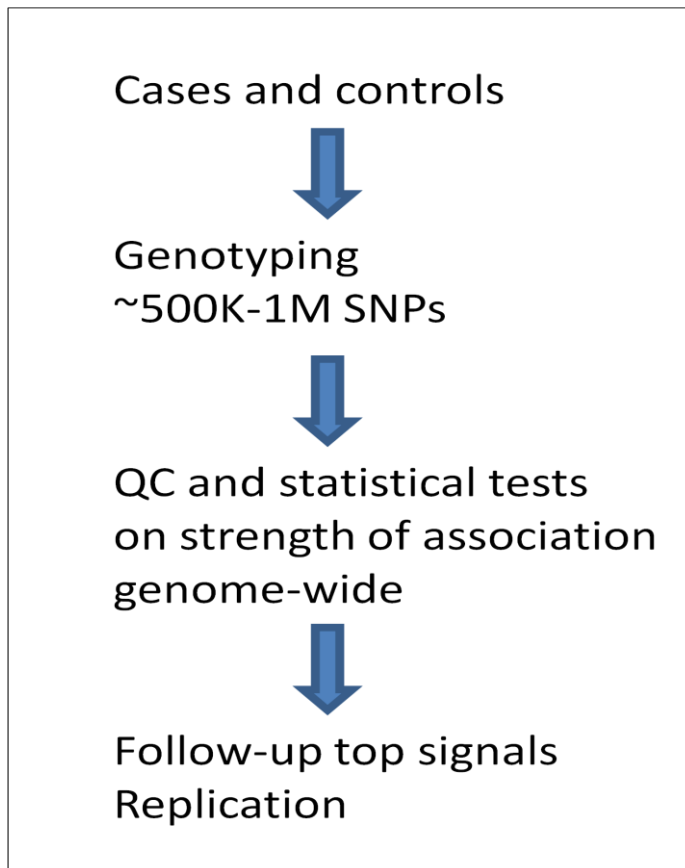 Cases and controls
Genotyping
~500K-1M SNPs
QC and statistical tests
on strength of association
genome-wide
Follow-up top signals
Replication